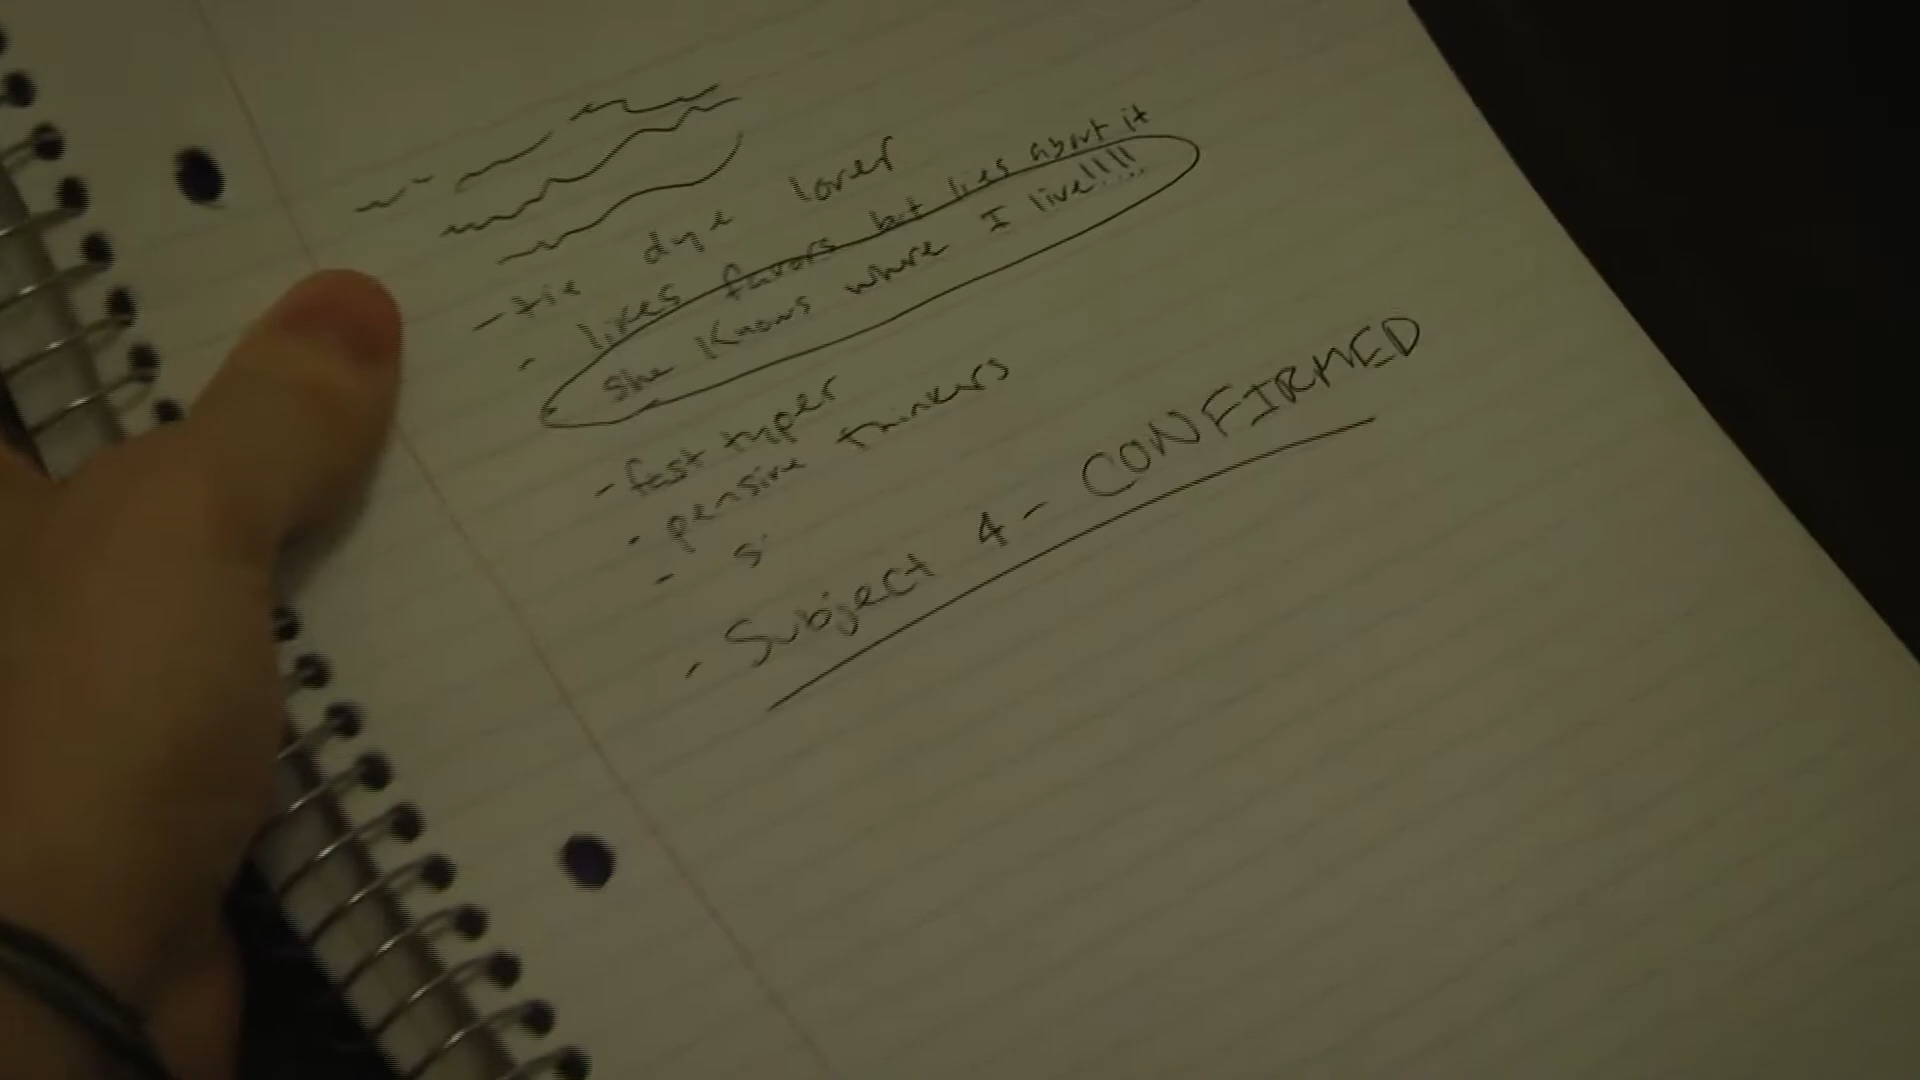 - tie dye lover
- likes favors but lies about it
she knows where I live!!!!
- fast typer
- pensive thinkers
- s
- Subject 4 - CONFIRMED